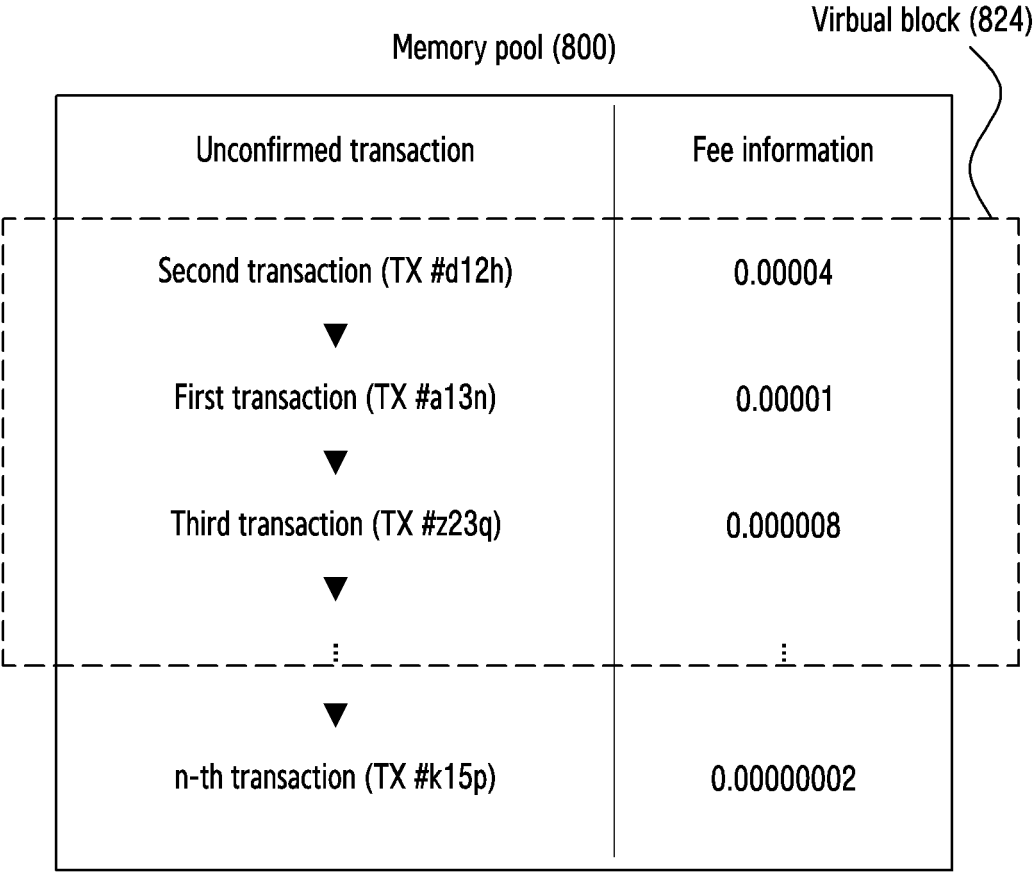 Virbual block (824)
Memory pool (800)
Unconfirmed transaction Fee information
Second transaction (TX #d12h) 0.00004
▼
First transaction (TX #a13n) 0.00001
▼
Third transaction (TX #z23q) 0.000008
▼
⋮ ⋮
▼
n-th transaction (TX #k15p) 0.00000002